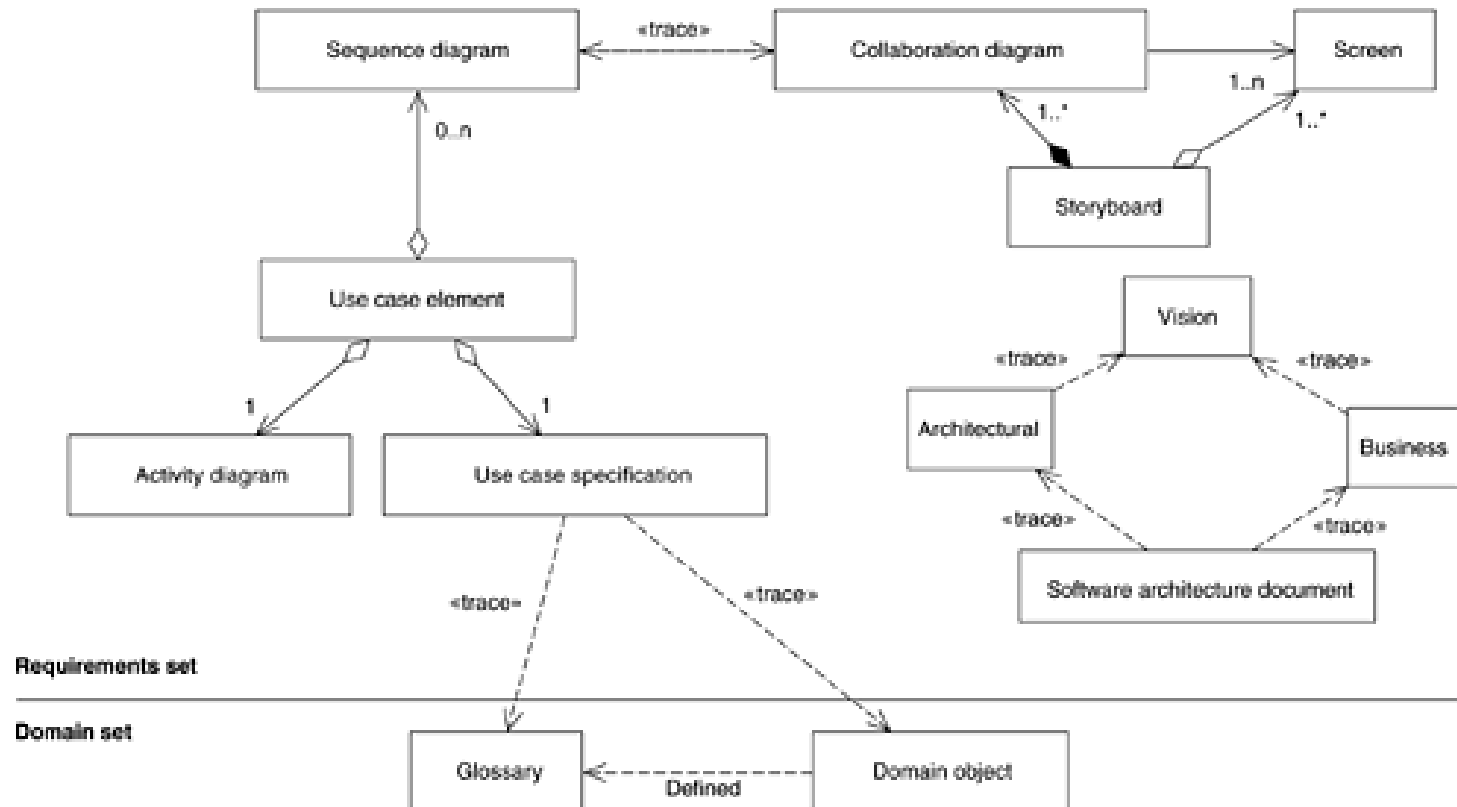 «trace»
Sequence diagram
Collaboration diagram
Screen
1..n
0..n
1..*
1..*
Storyboard
Use case element
Vision
«trace»
«trace»
1
1
Architectural
Business
Activity diagram
Use case specification
«trace»
«trace»
Software architecture document
«trace»
«trace»
Requirements set
Domain set
Glossary
Defined
Domain object